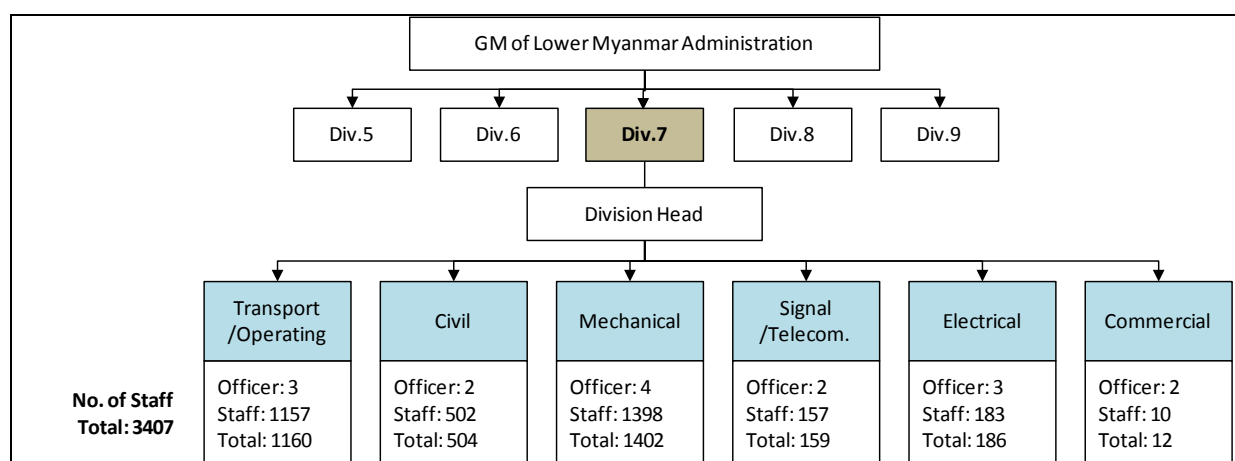 GM of Lower Myanmar Administration
Div.5
Div.6
Div.7
Div.8
Div.9
Division Head
Transport
/Operating
Civil
Mechanical
Signal
/Telecom.
Electrical
Commercial
No. of Staff
Total: 3407
Officer: 3
Staff: 1157
Total: 1160
Officer: 2
Staff: 502
Total: 504
Officer: 4
Staff: 1398
Total: 1402
Officer: 2
Staff: 157
Total: 159
Officer: 3
Staff: 183
Total: 186
Officer: 2
Staff: 10
Total: 12